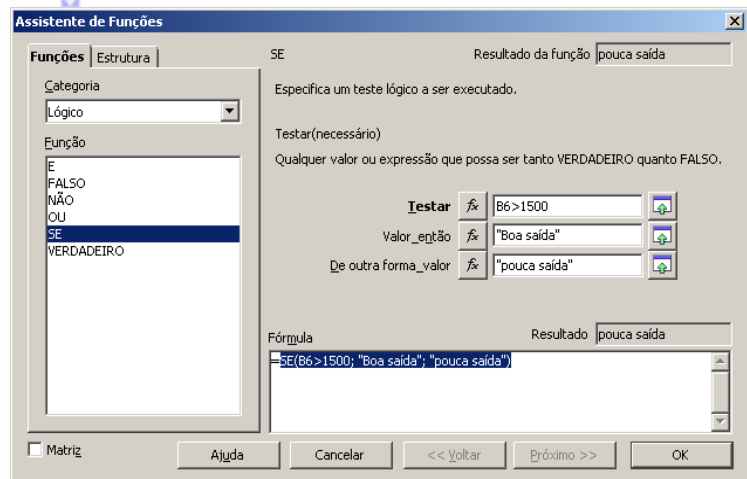 Assistente de Funções
Funções
Estrutura
Categoria
Lógico
Função
E
FALSO
NÃO
OU
SE
VERDADEIRO
SE
Resultado da função pouca saída
Especifica um teste lógico a ser executado.
Testar(necessário)
Qualquer valor ou expressão que possa ser tanto VERDADEIRO quanto FALSO.
Testar fx B6>1500
Valor_então fx "Boa saída"
De outra forma_valor fx "pouca saída"
Fórmula
Resultado pouca saída
=SE(B6>1500; "Boa saída"; "pouca saída")
Matriz
Ajuda
Cancelar
<< Voltar
Próximo >>
OK